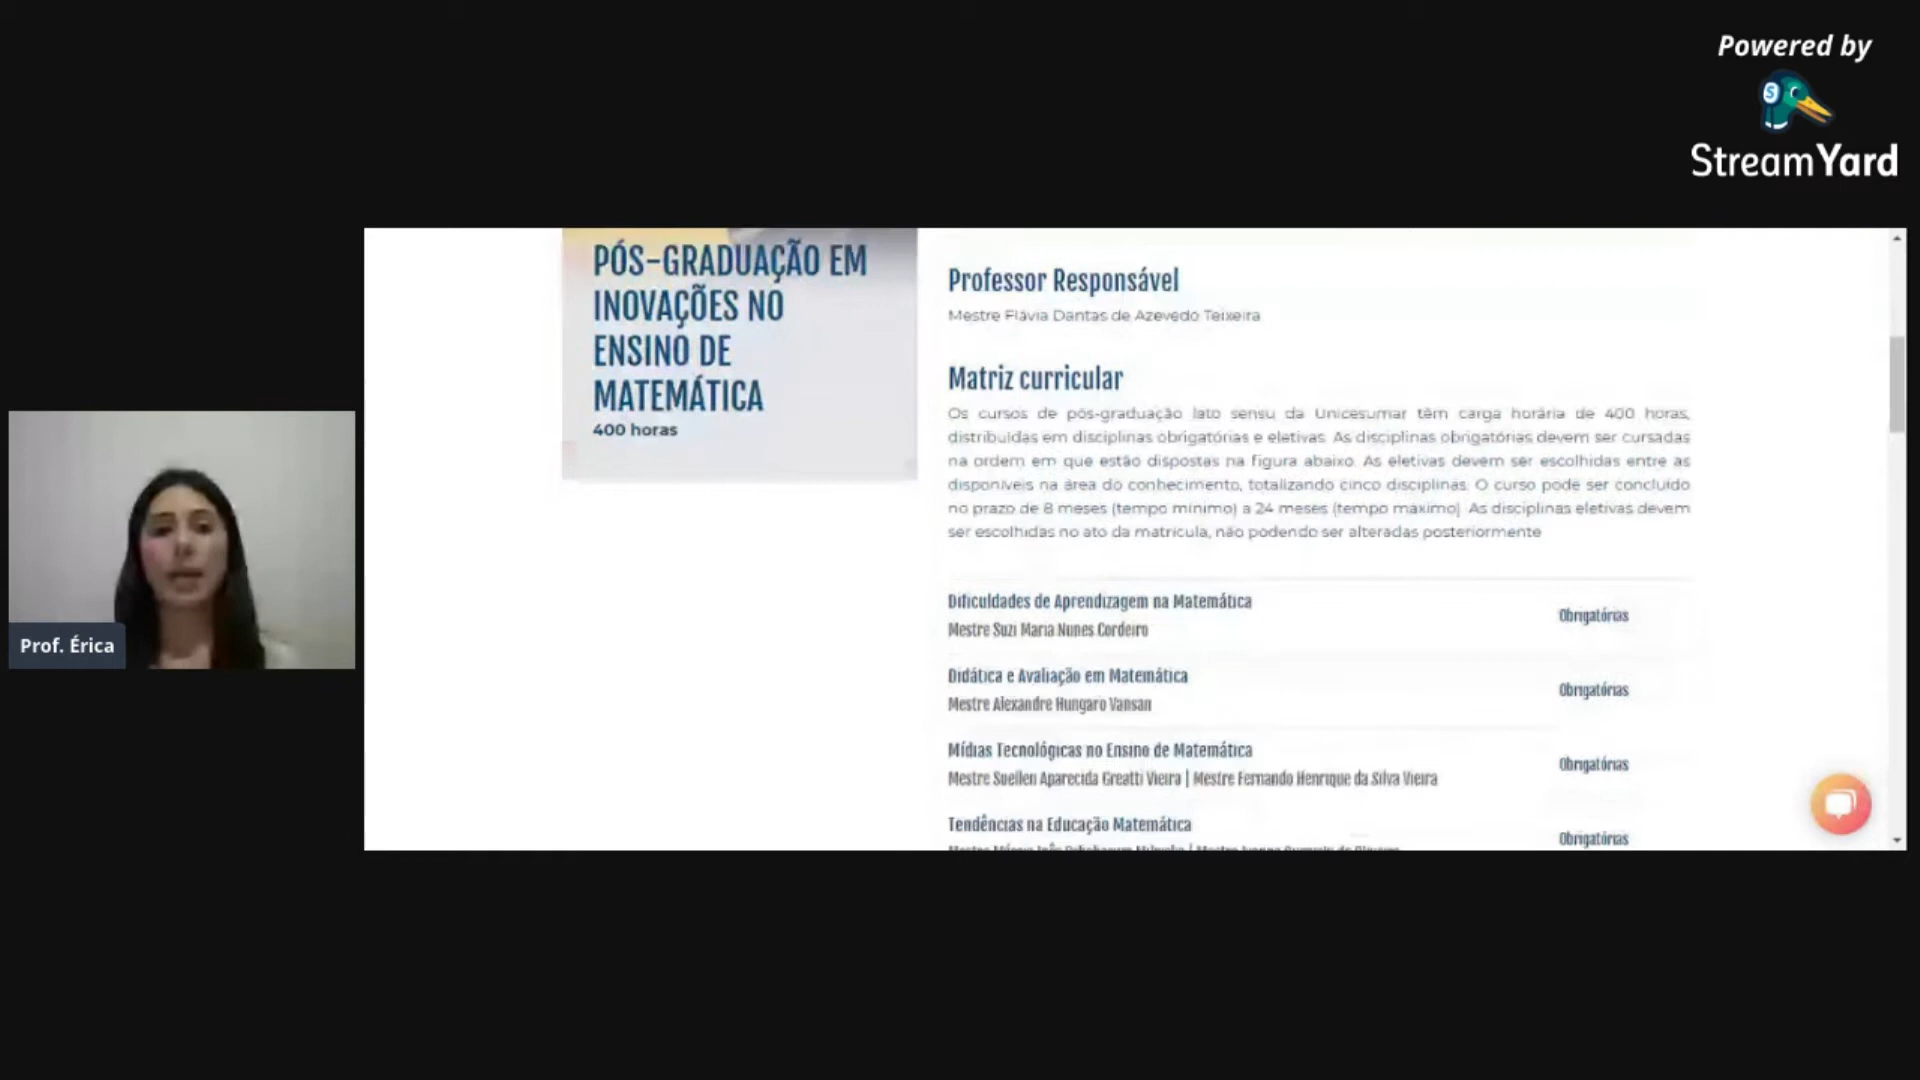 Powered by
StreamYard
Prof. Érica
PÓS-GRADUAÇÃO EM
INOVAÇÕES NO
ENSINO DE
MATEMÁTICA
400 horas
Professor Responsável
Mestre Flávia Dantas de Azevedo Teixeira
Matriz curricular
Os cursos de pós-graduação lato sensu da Unicesumar têm carga horária de 400 horas,
distribuídas em disciplinas obrigatórias e eletivas. As disciplinas obrigatórias devem ser cursadas
na ordem em que estão dispostas na figura abaixo. As eletivas devem ser escolhidas entre as
disponíveis na área do conhecimento, totalizando cinco disciplinas. O curso pode ser concluído
no prazo de 8 meses (tempo mínimo) a 24 meses (tempo máximo). As disciplinas eletivas devem
ser escolhidas no ato da matrícula, não podendo ser alteradas posteriormente
Dificuldades de Aprendizagem na Matemática
Obrigatórias
Mestre Suzi Maria Nunes Cordeiro
Didática e Avaliação em Matemática
Obrigatórias
Mestre Alexandre Hungaro Vansan
Mídias Tecnológicas no Ensino de Matemática
Obrigatórias
Mestre Suellen Aparecida Greatti Vieira | Mestre Fernando Henrique da Silva Vieira
Tendências na Educação Matemática
Obrigatórias